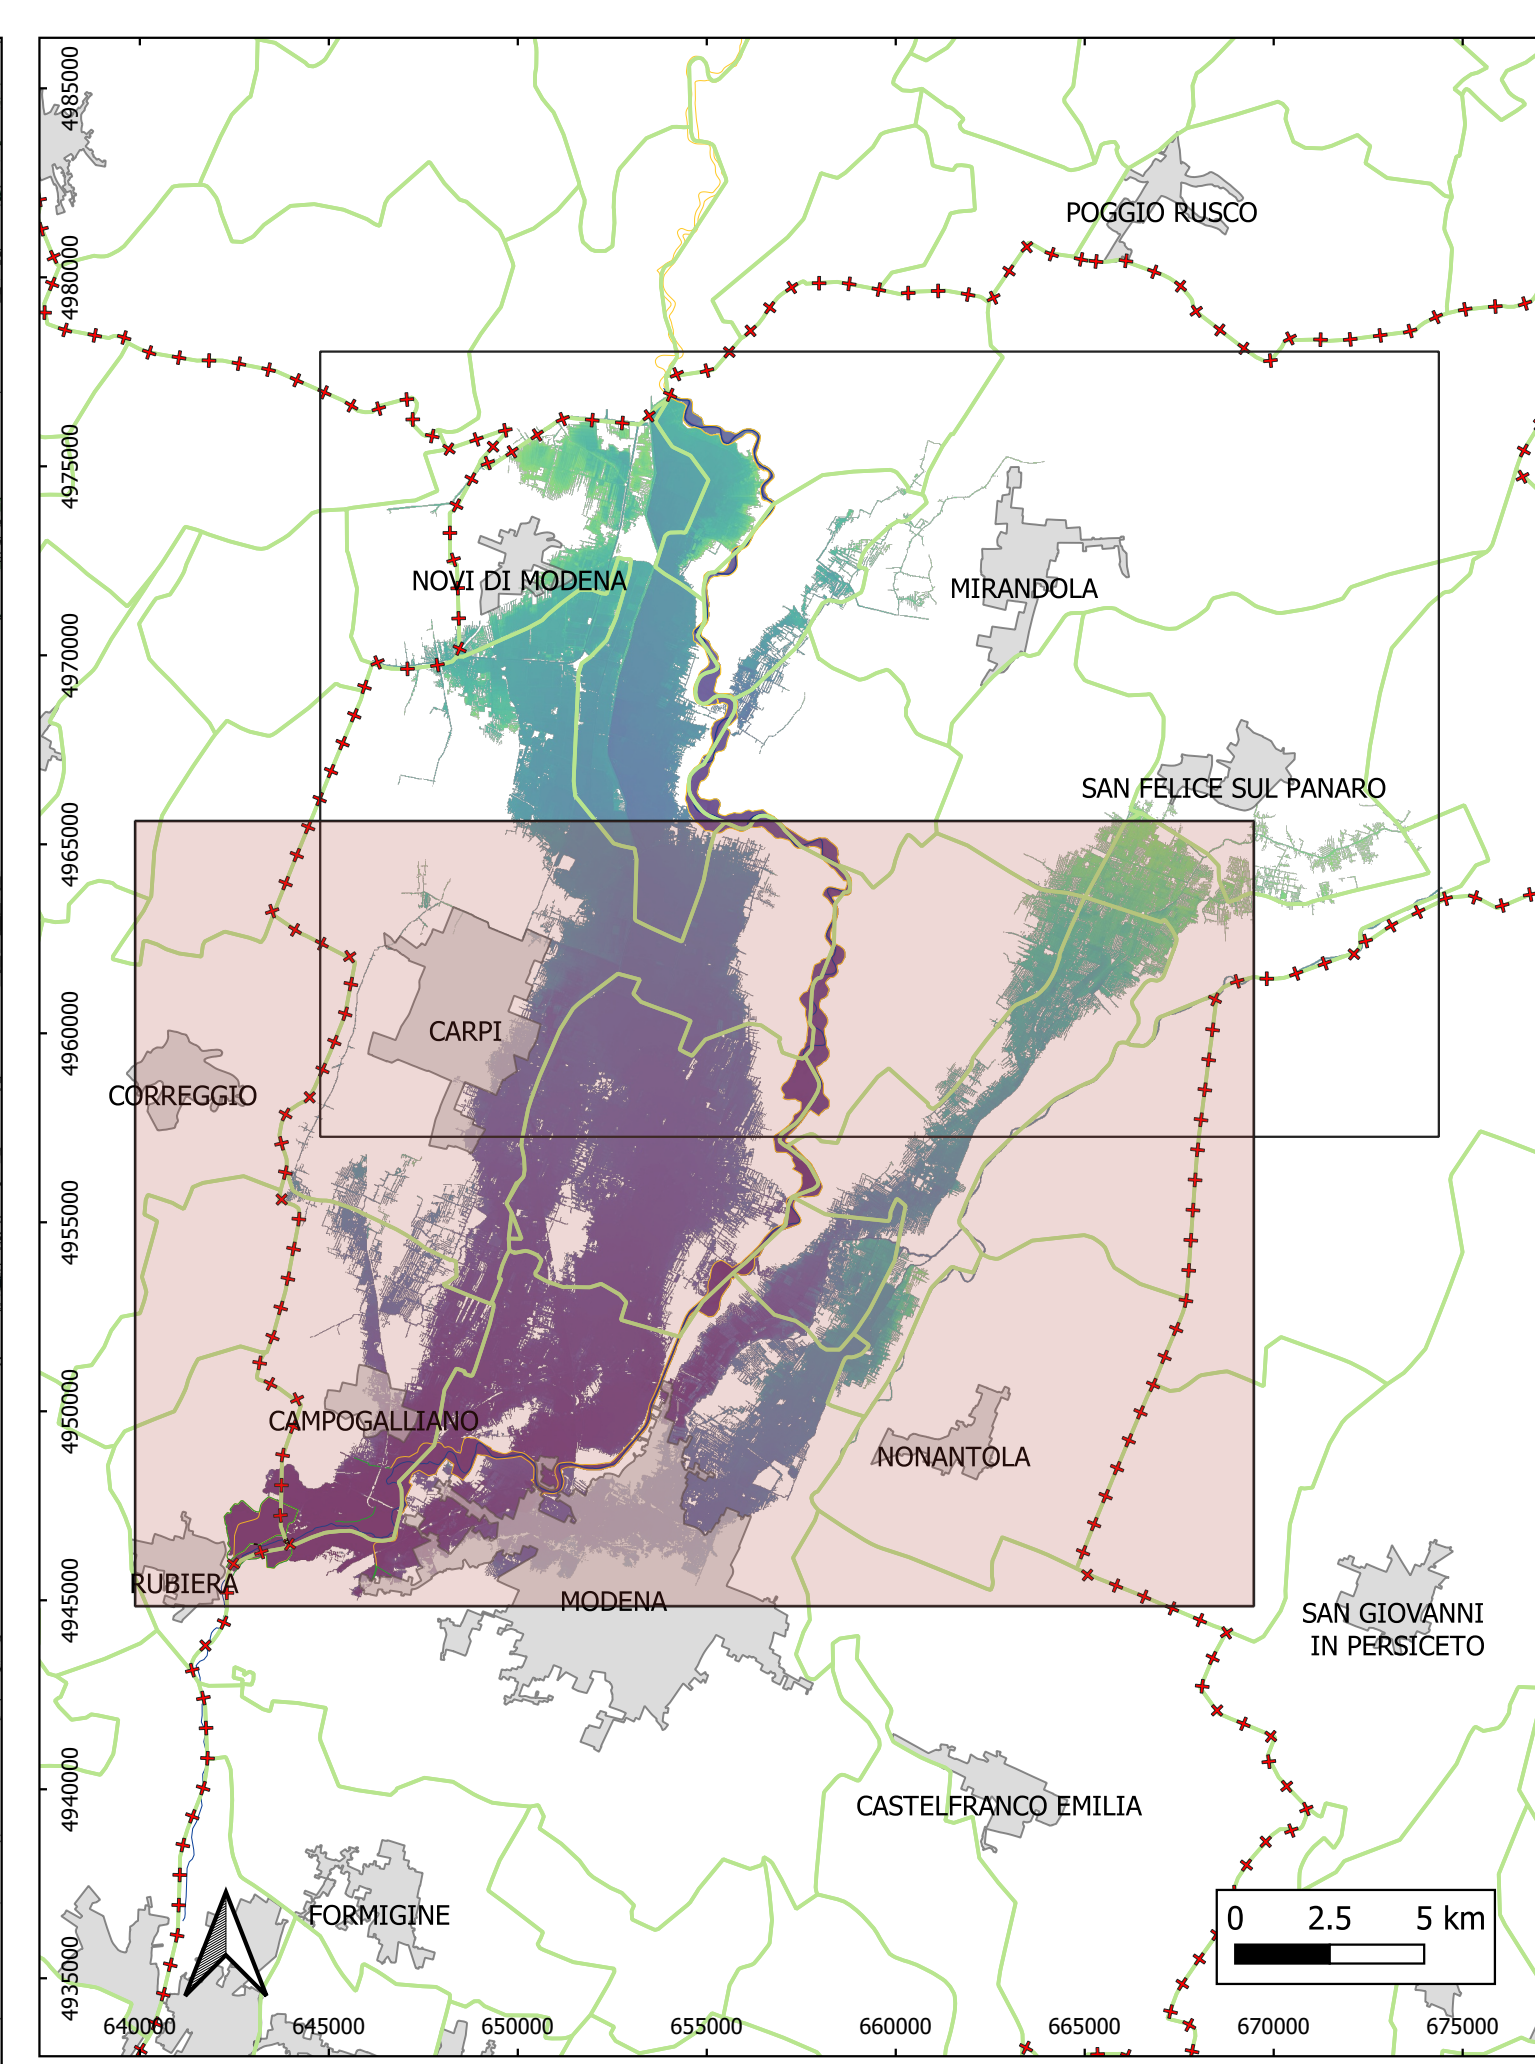 4985000
POGGIO RUSCO
4980000
4975000
NOVI DI MODENA
MIRANDOLA
4970000
SAN FELICE SUL PANARO
4965000
CARPI
4960000
CORREGGIO
4955000
4950000
CAMPOGALLIANO
NONANTOLA
RUBIERA
4945000
MODENA
SAN GIOVANNI
IN PERSICETO
4940000
CASTELFRANCO EMILIA
FORMIGINE
0 2.5 5 km
4935000
640000 645000 650000 655000 660000 665000 670000 675000